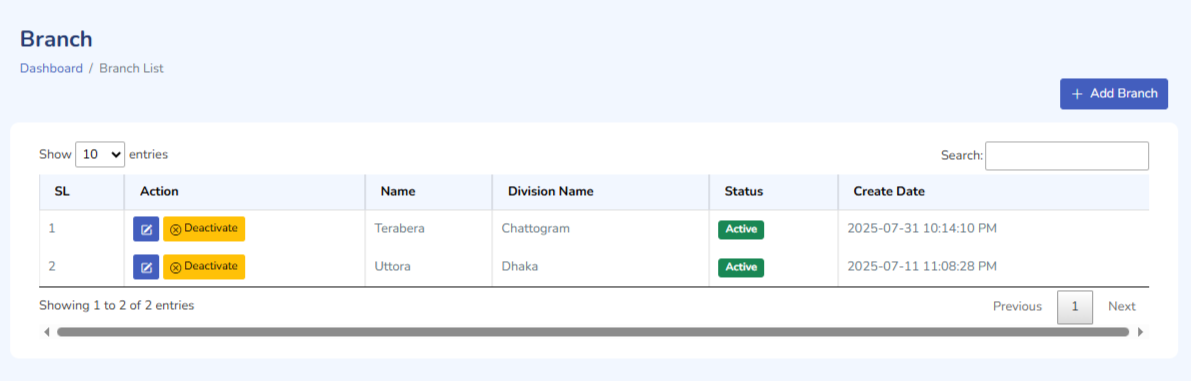 Branch
Dashboard / Branch List
+ Add Branch
Show 10 entries Search:
SL Action Name Division Name Status Create Date
1 Deactivate Terabera Chattogram Active 2025-07-31 10:14:10 PM
2 Deactivate Uttora Dhaka Active 2025-07-11 11:08:28 PM
Showing 1 to 2 of 2 entries Previous 1 Next